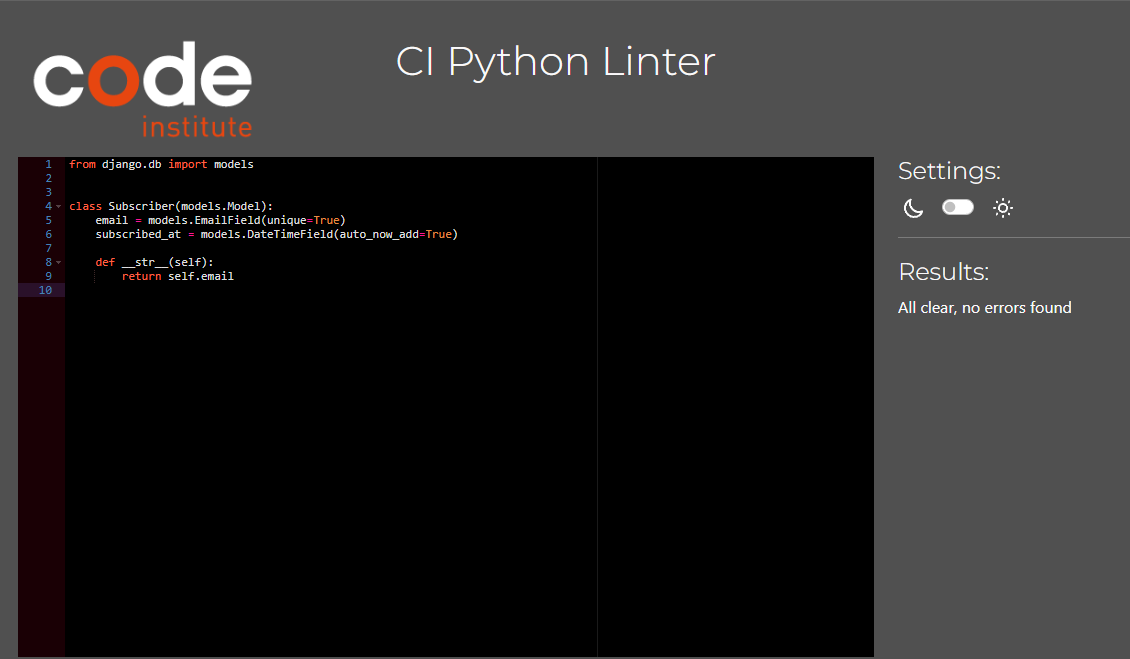 code
institute
CI Python Linter
1 from django.db import models
2
3
4 class Subscriber(models.Model):
5     email = models.EmailField(unique=True)
6     subscribed_at = models.DateTimeField(auto_now_add=True)
7
8     def __str__(self):
9         return self.email
10
Settings:
Results:
All clear, no errors found